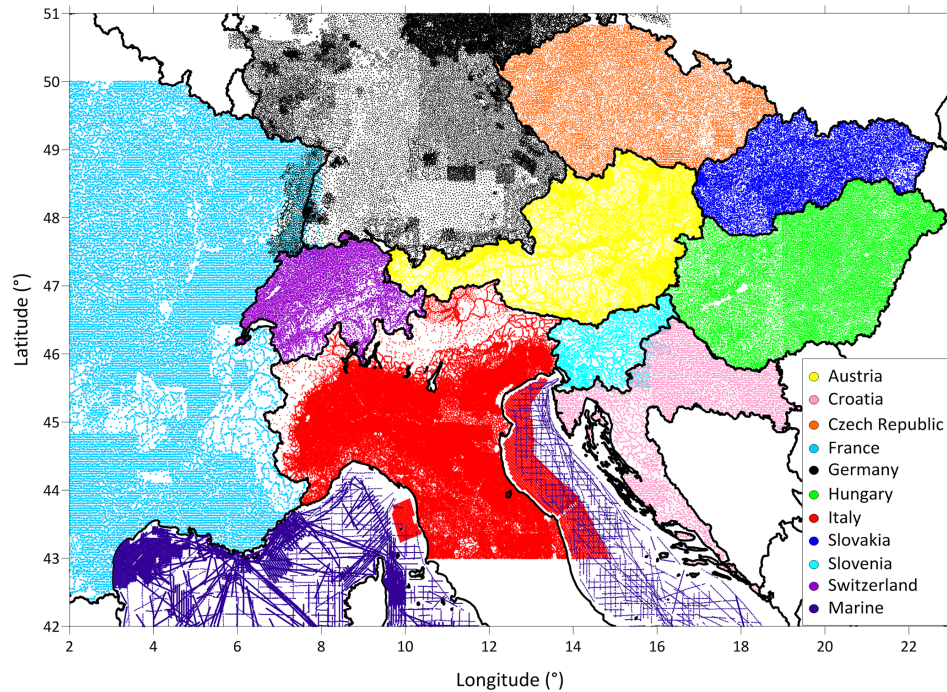 51
50
49
48
47
46
45
44
43
42
Latitude (°)
2
4
6
8
10
12
14
16
18
20
22
Longitude (°)
Austria
Croatia
Czech Republic
France
Germany
Hungary
Italy
Slovakia
Slovenia
Switzerland
Marine